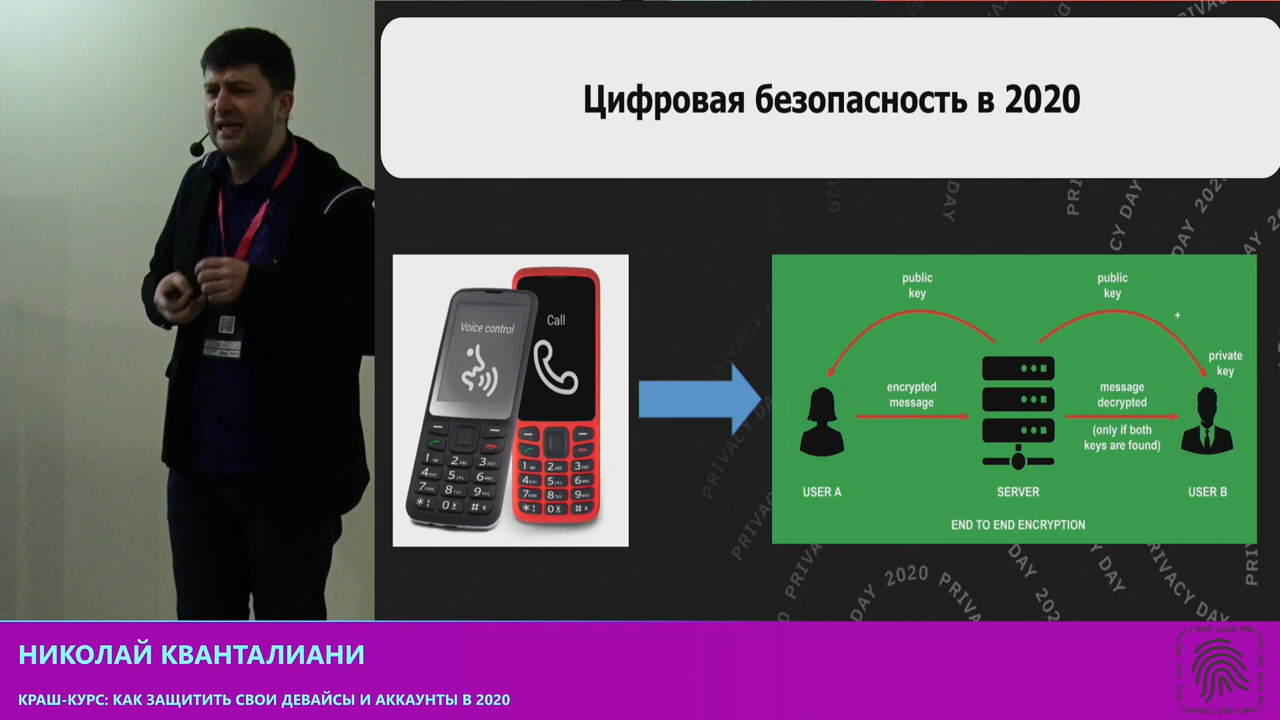 Цифровая безопасность в 2020
Voice control
Call
public
key
public
key
+
private
key
encrypted
message
message
decrypted
(only if both
keys are found)
USER A
SERVER
USER B
END TO END ENCRYPTION
PRIVACY DAY 2020
НИКОЛАЙ КВАНТАЛИАНИ
КРАШ-КУРС: КАК ЗАЩИТИТЬ СВОИ ДЕВАЙСЫ И АККАУНТЫ В 2020